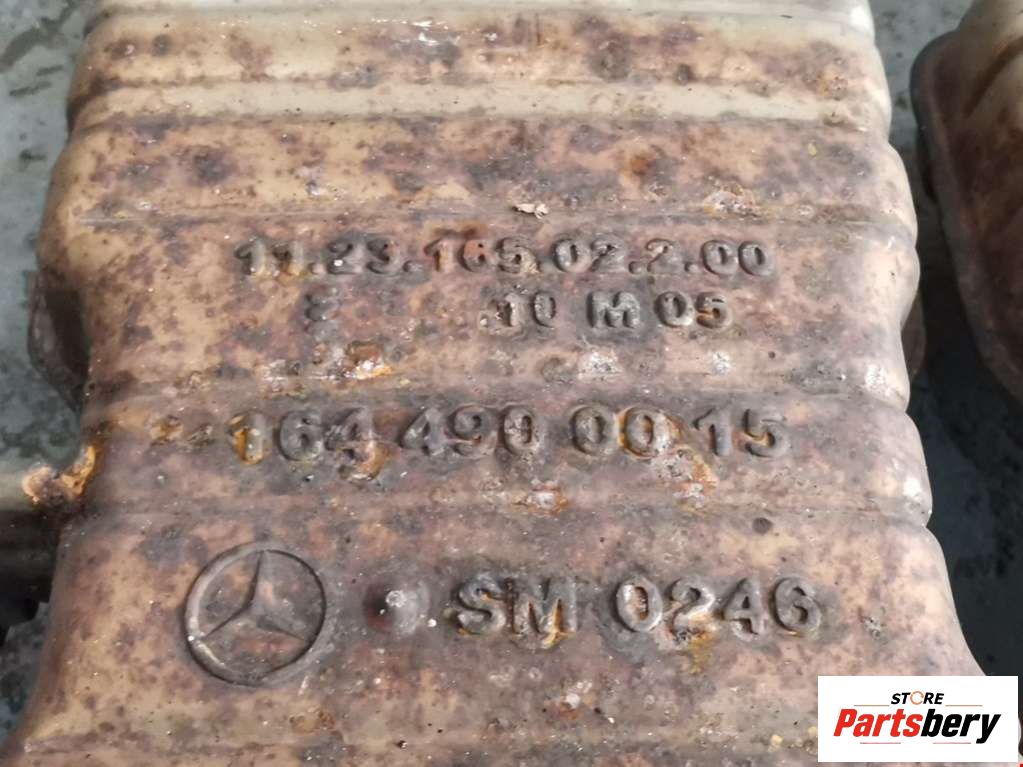 11.23.165.02.2.00
10 M 05
164 490 00 15
SM 0246
STORE
Partsbery